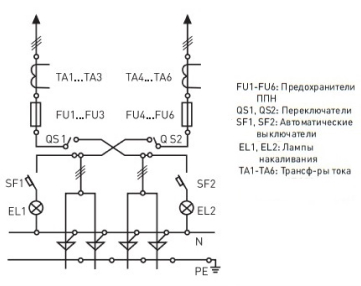 TA1...TA3
TA4...TA6
FU1...FU3
FU4...FU6
QS1
QS2
SF1
SF2
EL1
EL2
N
PE
FU1-FU6: Предохранители
ППН
QS1, QS2: Переключатели
SF1, SF2: Автоматические
выключатели
EL1, EL2: Лампы
накаливания
TA1-TA6: Трансф-ры тока